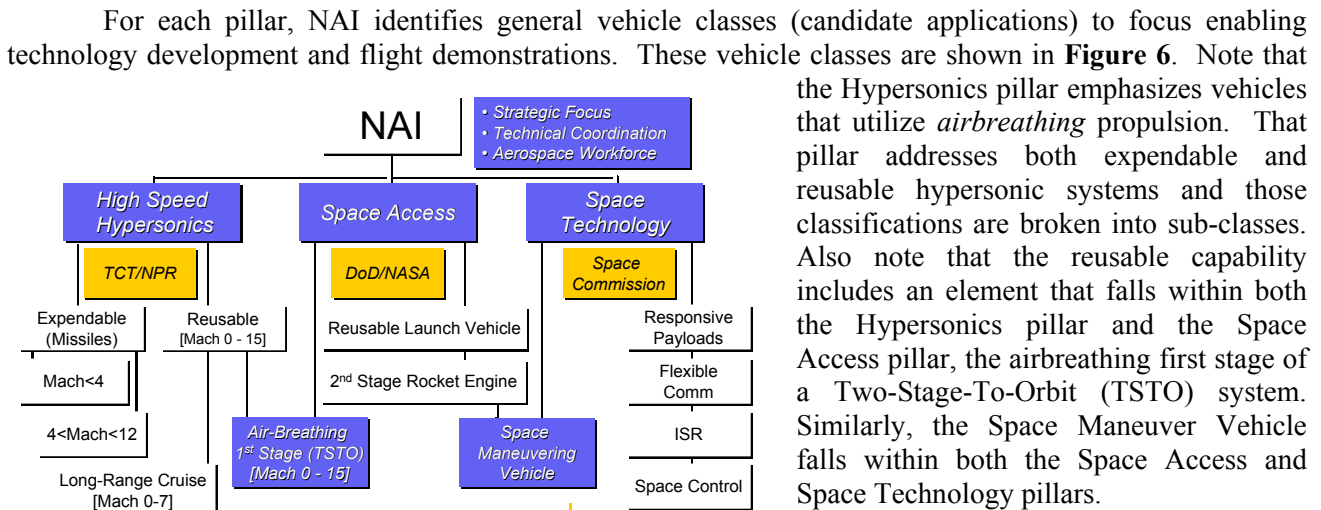 For each pillar, NAI identifies general vehicle classes (candidate applications) to focus enabling
technology development and flight demonstrations. These vehicle classes are shown in Figure 6. Note that
the Hypersonics pillar emphasizes vehicles
that utilize airbreathing propulsion. That
pillar addresses both expendable and
reusable hypersonic systems and those
classifications are broken into sub-classes.
Also note that the reusable capability
includes an element that falls within both
the Hypersonics pillar and the Space
Access pillar, the airbreathing first stage of
a Two-Stage-To-Orbit (TSTO) system.
Similarly, the Space Maneuver Vehicle
falls within both the Space Access and
Space Technology pillars.
NAI
• Strategic Focus
• Technical Coordination
• Aerospace Workforce
High Speed
Hypersonics
Space Access
Space
Technology
TCT/NPR
DoD/NASA
Space
Commission
Expendable
(Missiles)
Reusable
[Mach 0 - 15]
Reusable Launch Vehicle
Responsive
Payloads
Mach<4
2nd Stage Rocket Engine
Flexible
Comm
4<Mach<12
Air-Breathing
1st Stage (TSTO)
[Mach 0 - 15]
Space
Maneuvering
Vehicle
ISR
Long-Range Cruise
[Mach 0-7]
Space Control